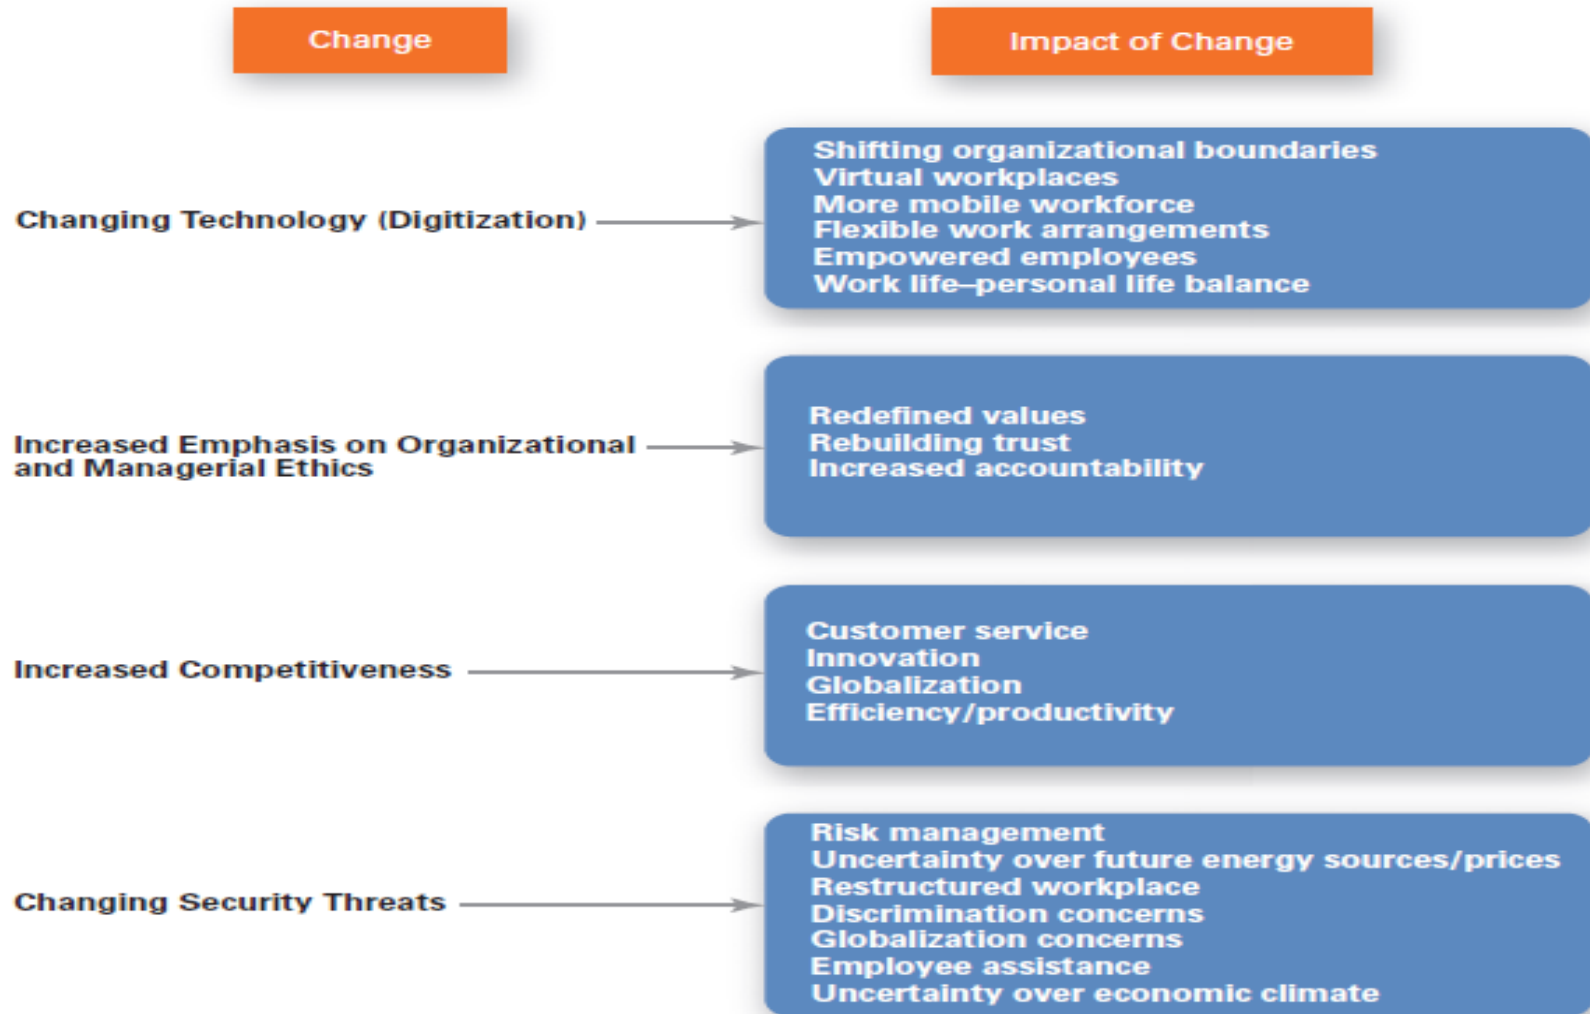 Change
Impact of Change
Changing Technology (Digitization)
Shifting organizational boundaries
Virtual workplaces
More mobile workforce
Flexible work arrangements
Empowered employees
Work life–personal life balance
Increased Emphasis on Organizational
and Managerial Ethics
Redefined values
Rebuilding trust
Increased accountability
Increased Competitiveness
Customer service
Innovation
Globalization
Efficiency/productivity
Changing Security Threats
Risk management
Uncertainty over future energy sources/prices
Restructured workplace
Discrimination concerns
Globalization concerns
Employee assistance
Uncertainty over economic climate